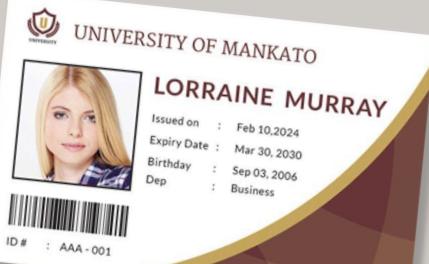 U
UNIVERSITY
UNIVERSITY OF MANKATO
LORRAINE MURRAY
Issued on : Feb 10,2024
Expiry Date : Mar 30, 2030
Birthday : Sep 03, 2006
Dep : Business
ID # : AAA - 001